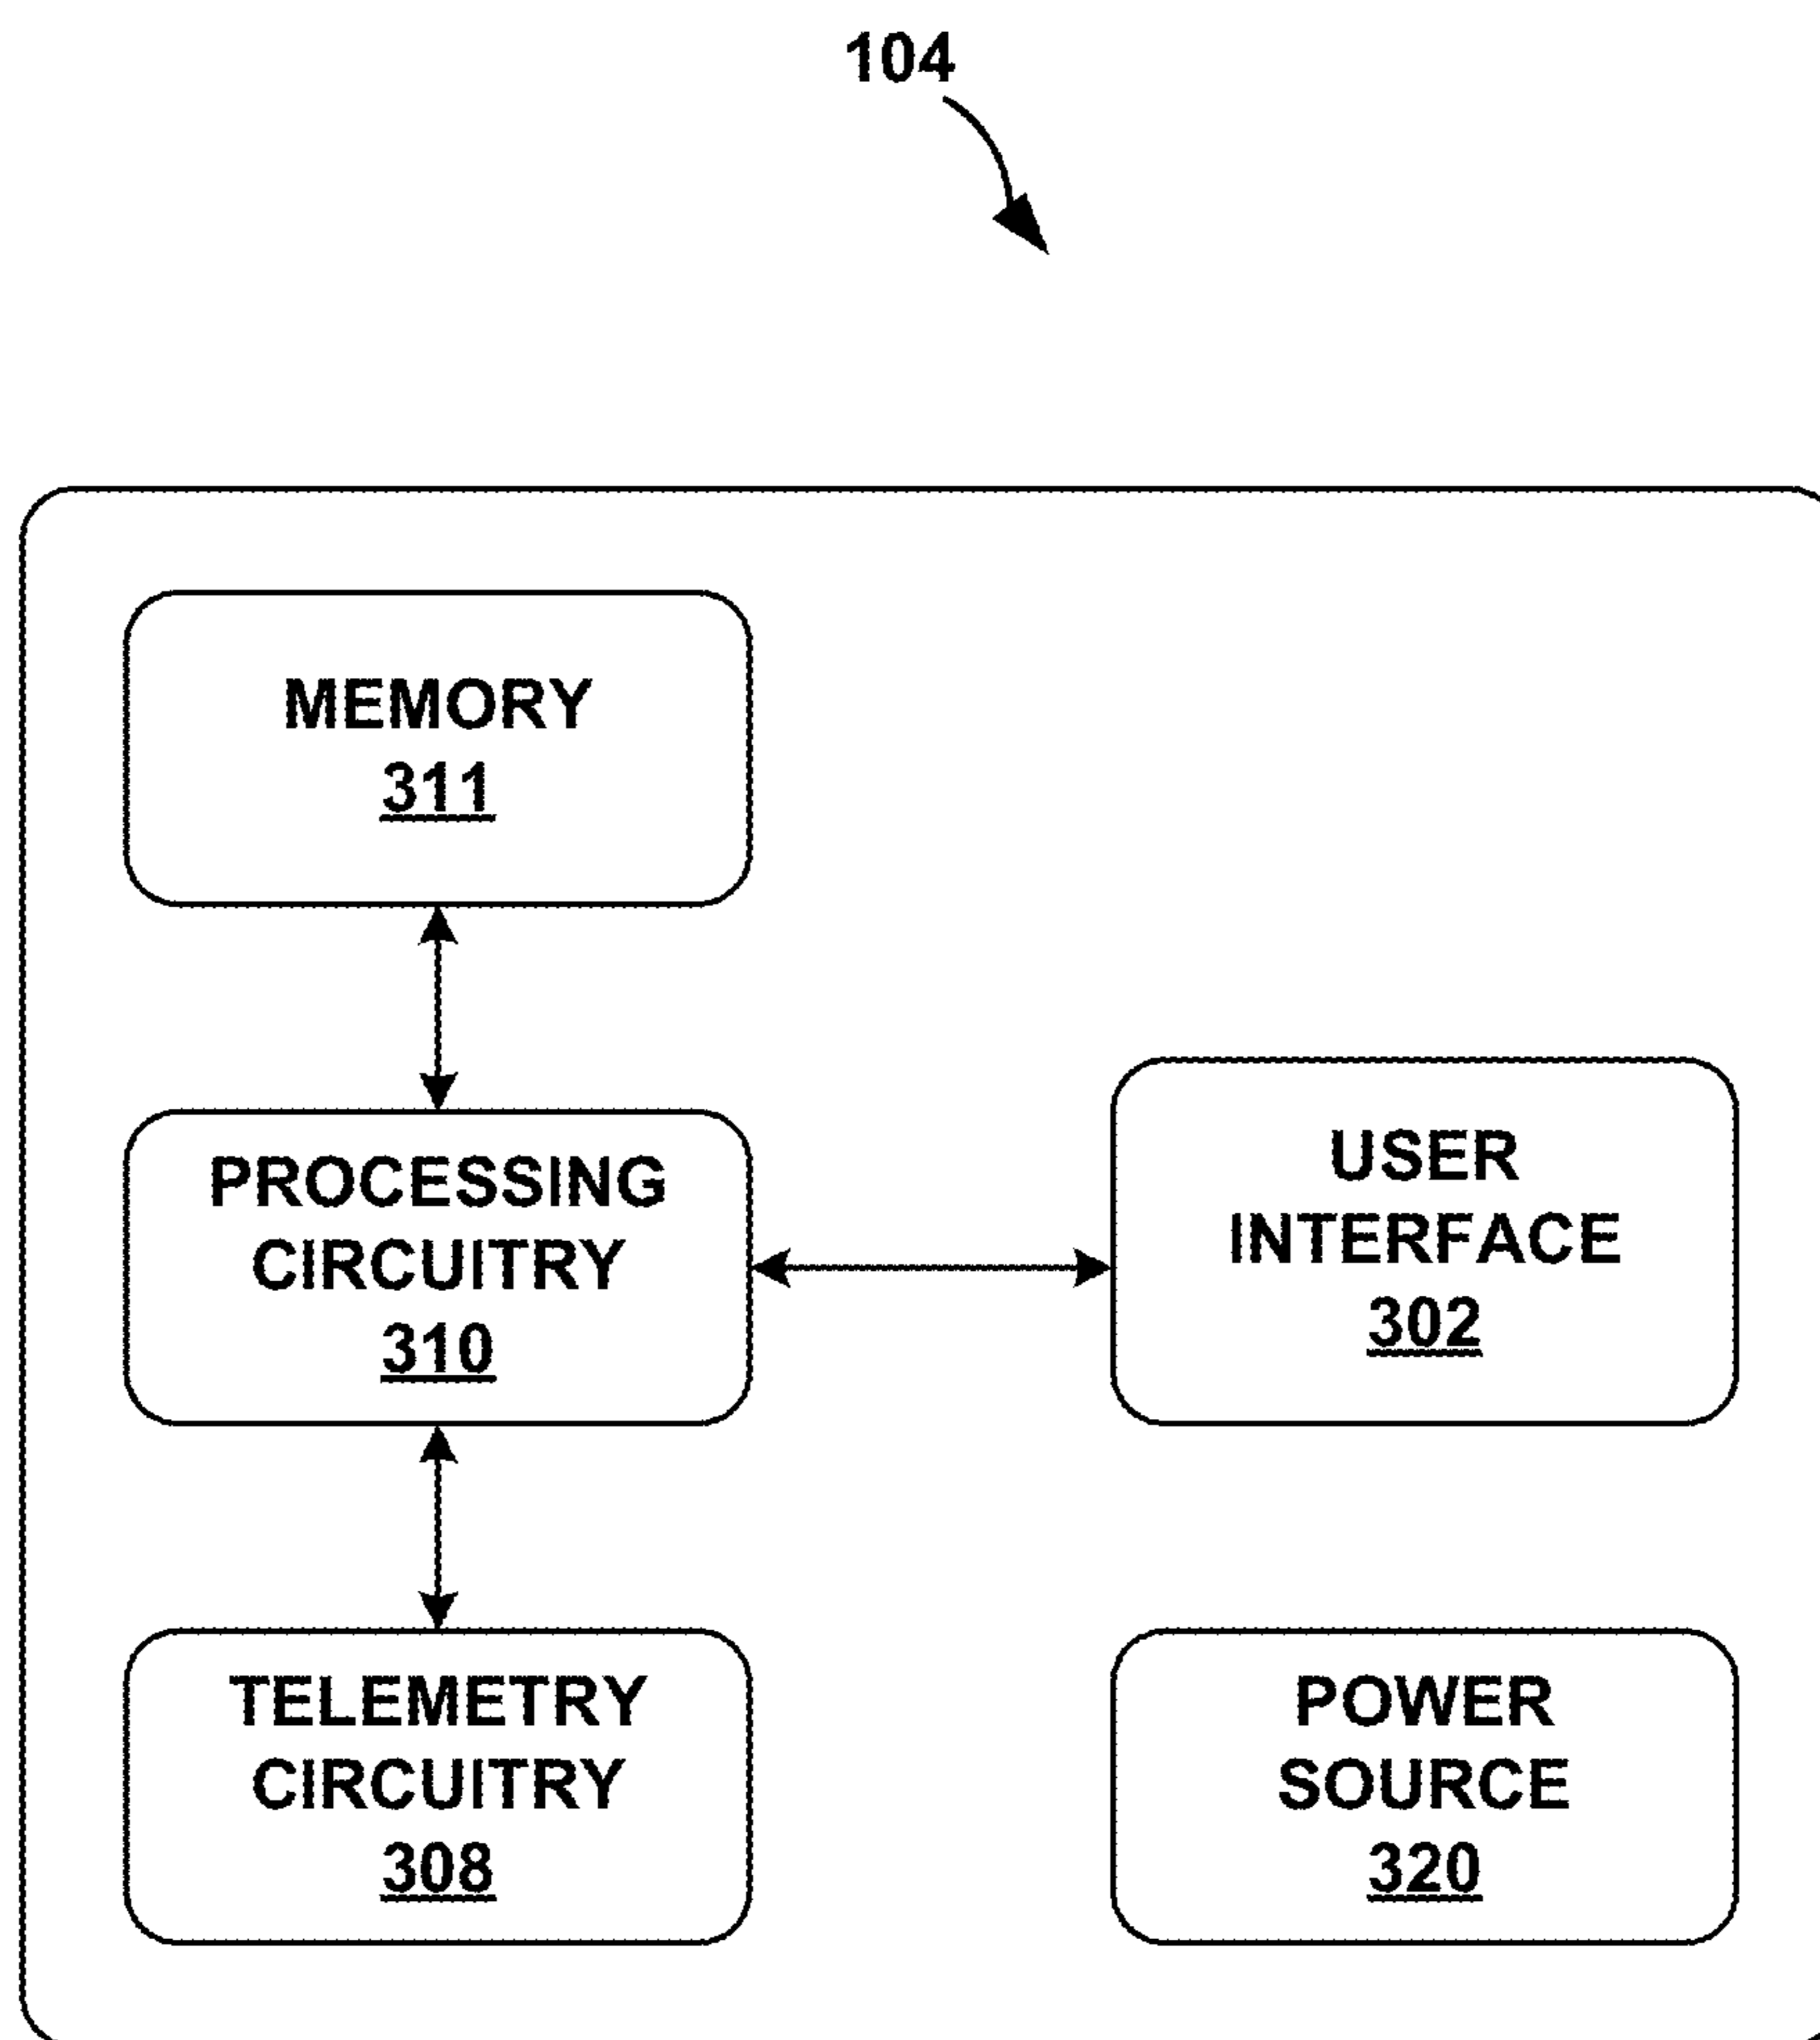 104
MEMORY
311
PROCESSING
CIRCUITRY
310
USER
INTERFACE
302
TELEMETRY
CIRCUITRY
308
POWER
SOURCE
320